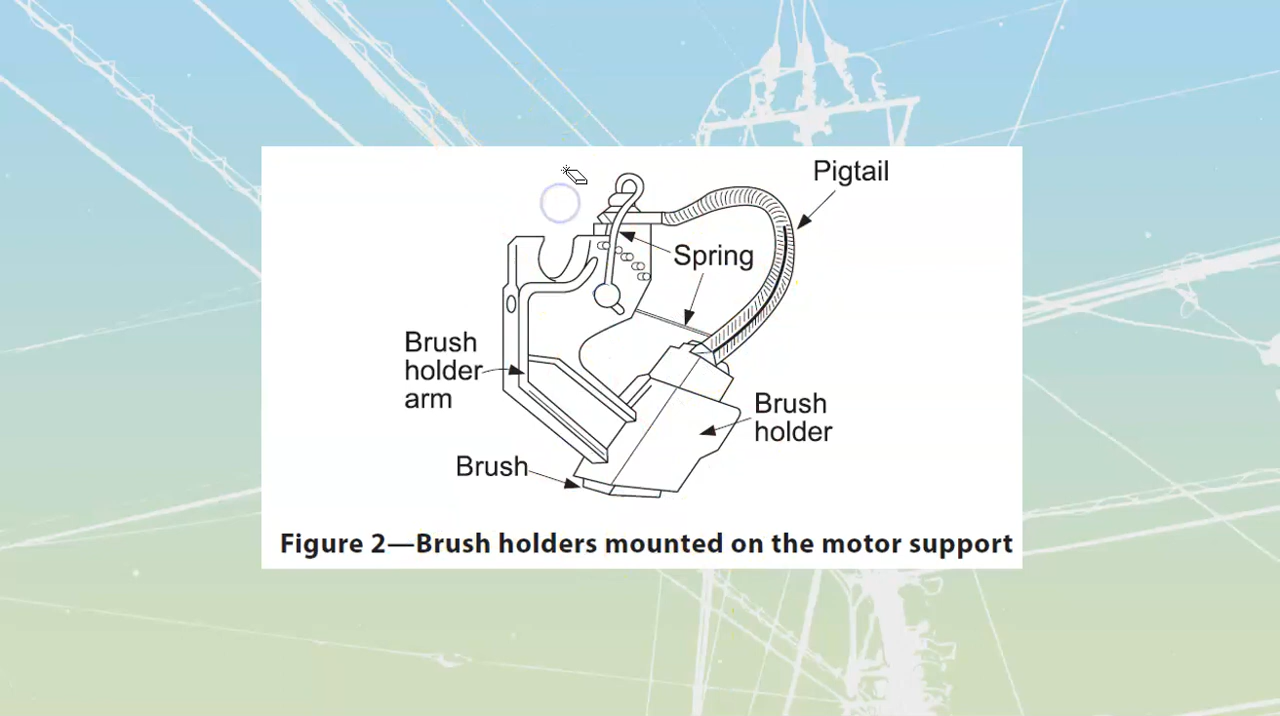 Pigtail
Spring
Brush
holder
arm
Brush
holder
Brush
Figure 2—Brush holders mounted on the motor support